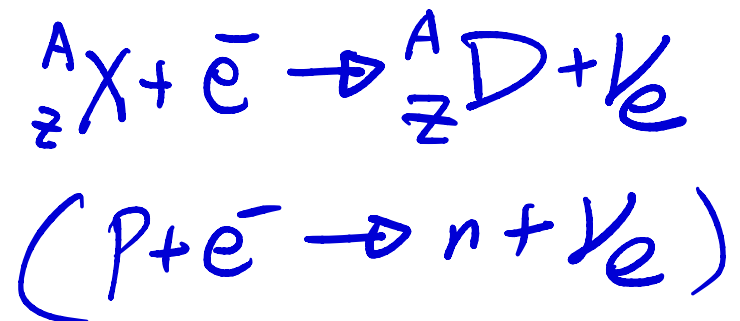 ^A_Z X + e^- → ^A_Z D + ν_e
(p + e^- → n + ν_e)